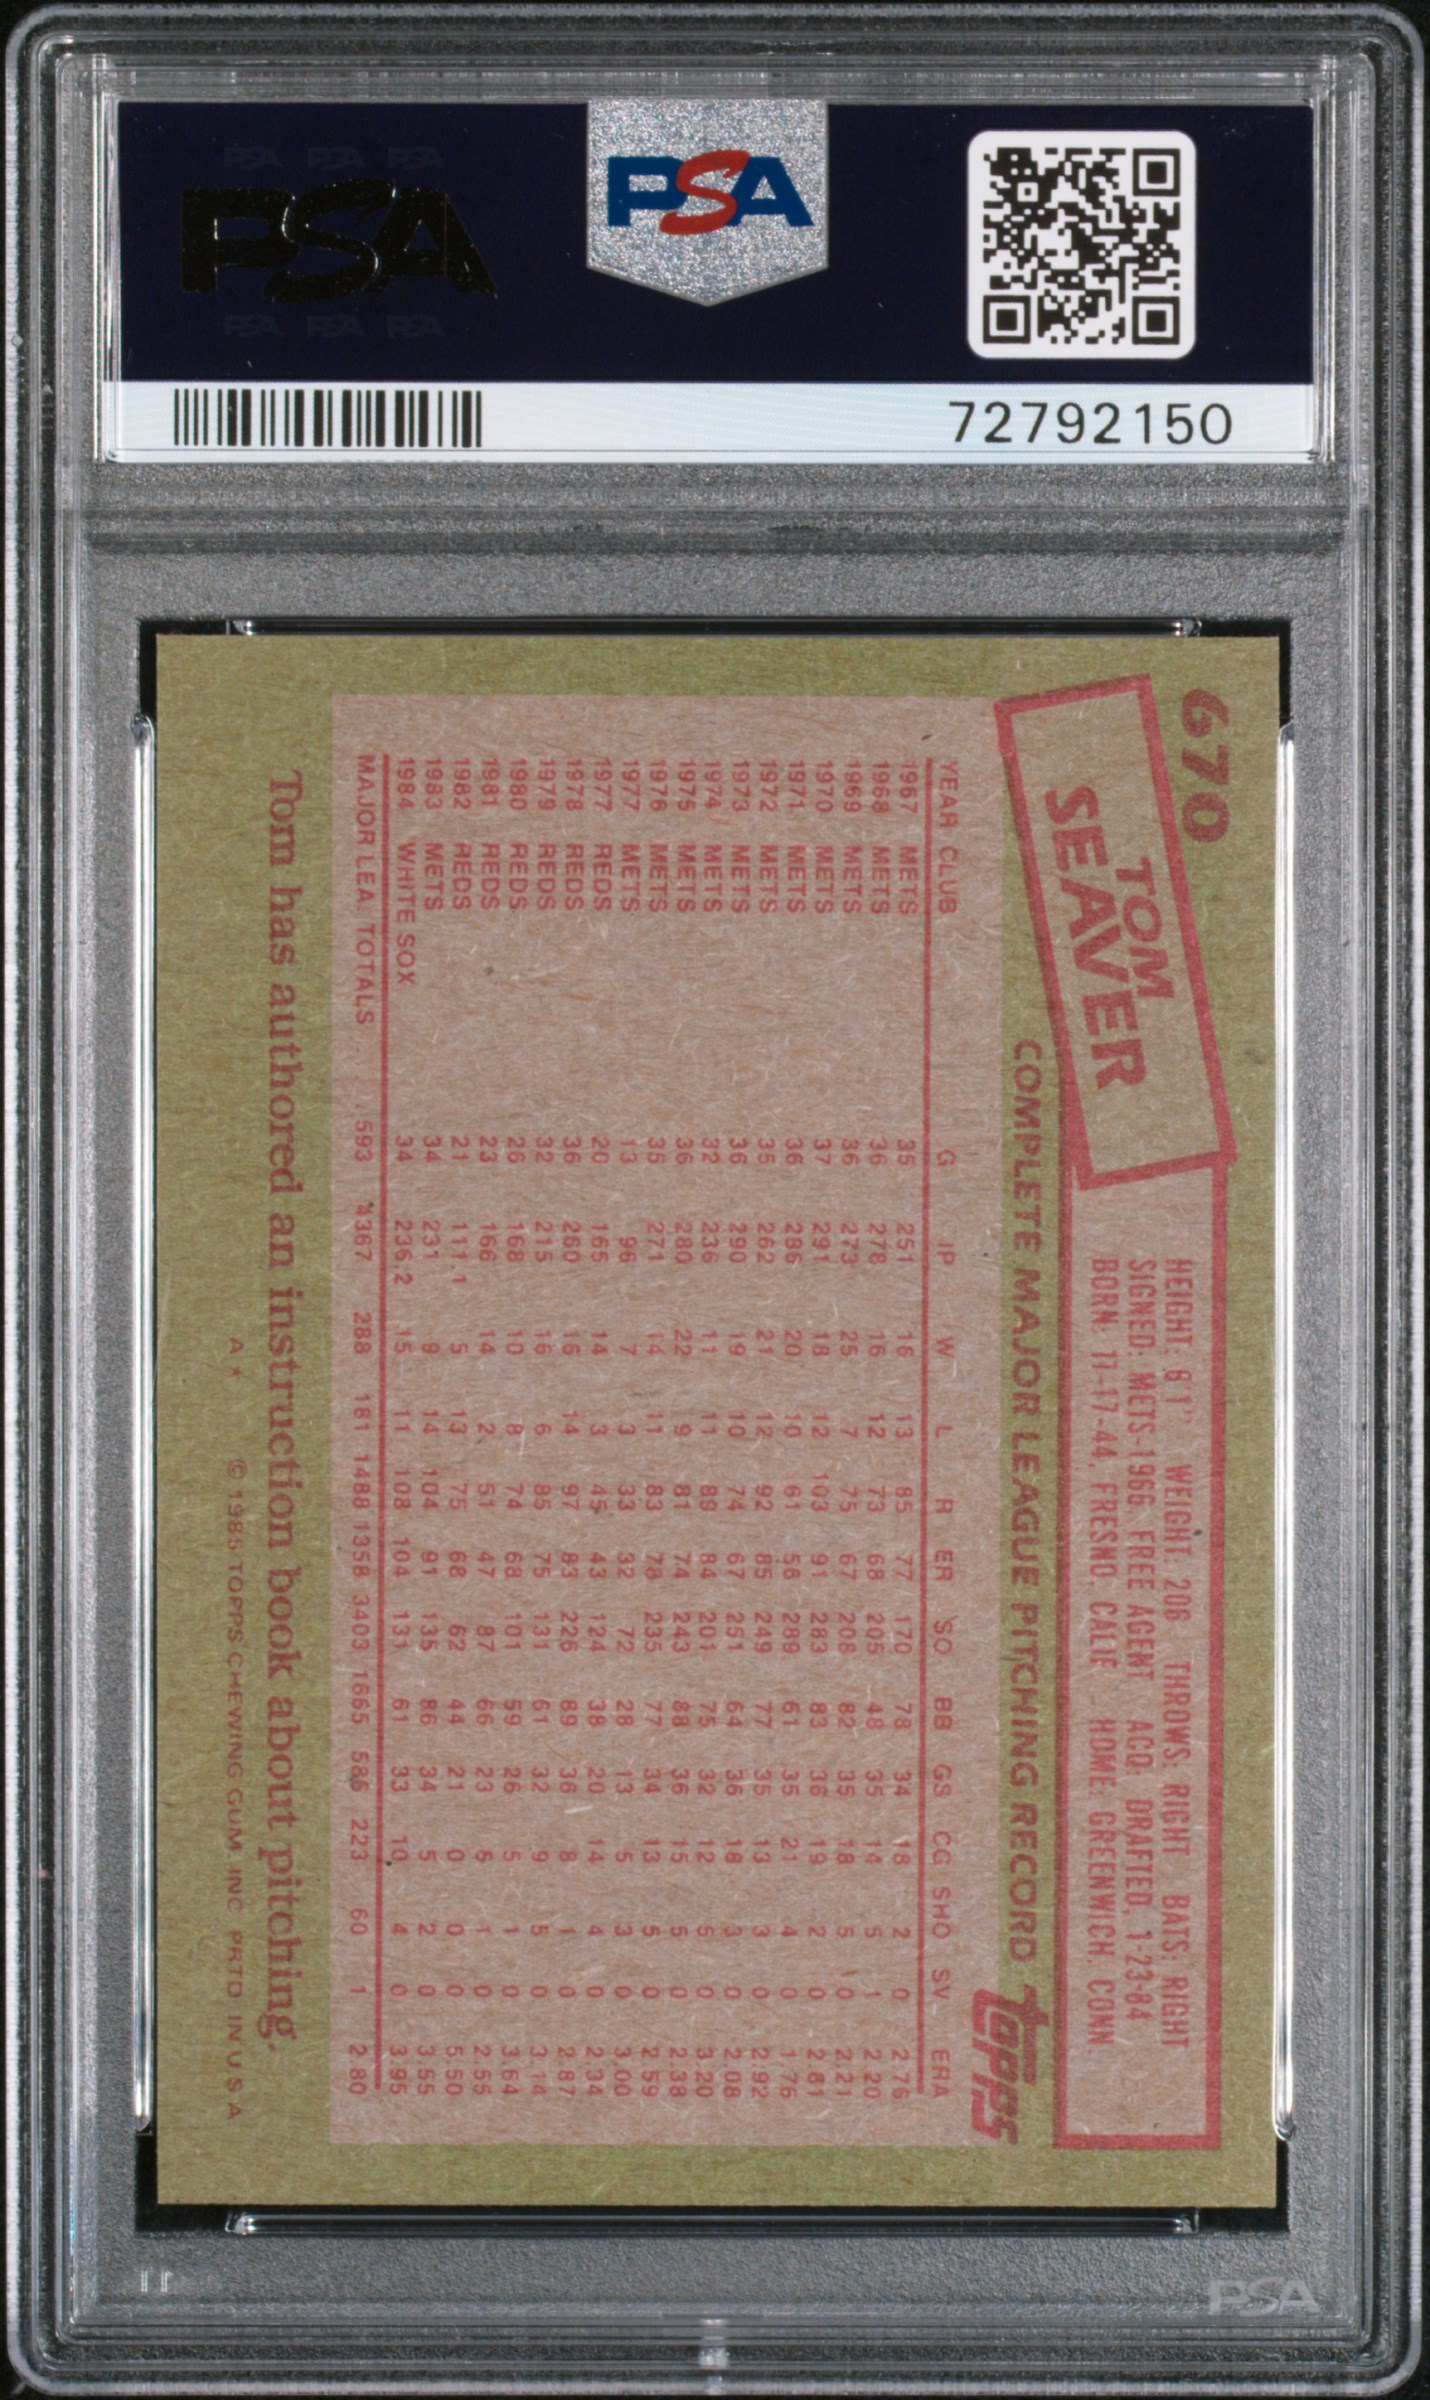 PSA PSA PSA
PSA
PSA PSA PSA
PSA
72792150
670
TOM
SEAVER
HEIGHT: 6'1" WEIGHT: 206 THROWS: RIGHT BATS: RIGHT
SIGNED: METS-1966, FREE AGENT ACQ: DRAFTED, 1-23-84
BORN: 11-17-44, FRESNO, CALIF. HOME: GREENWICH, CONN.
COMPLETE MAJOR LEAGUE PITCHING RECORD
Topps
YEAR CLUB G IP W L R ER SO BB GS CG SHO SV ERA
1967 METS 35 251 16 13 85 77 170 78 34 18 2 0 2.76
1968 METS 36 278 16 12 73 68 205 48 35 14 5 1 2.20
1969 METS 36 273 25 7 75 67 208 82 35 18 5 0 2.21
1970 METS 37 291 18 12 103 91 283 83 36 19 2 0 2.81
1971 METS 36 286 20 10 61 56 289 61 35 21 4 0 1.76
1972 METS 35 262 21 12 92 85 249 77 35 13 3 0 2.92
1973 METS 36 290 19 10 74 67 251 64 36 18 3 0 2.08
1974 METS 32 236 11 11 89 84 201 75 32 12 5 0 3.20
1975 METS 36 280 22 9 81 74 243 88 36 15 5 0 2.38
1976 METS 35 271 14 11 83 78 235 77 34 13 5 0 2.59
1977 METS 13 96 7 3 33 32 72 28 13 5 3 0 3.00
1977 REDS 20 165 14 3 45 43 124 38 20 14 4 0 2.34
1978 REDS 36 260 16 14 97 83 226 89 36 8 1 0 2.87
1979 REDS 32 215 16 6 85 75 131 61 32 9 5 0 3.14
1980 REDS 26 168 10 8 74 68 101 59 26 5 1 0 3.64
1981 REDS 23 166 14 2 51 47 87 66 23 6 1 0 2.55
1982 REDS 21 111.1 5 13 75 68 62 44 21 0 0 0 5.50
1983 METS 34 231 9 14 104 91 135 86 34 5 2 0 3.55
1984 WHITE SOX 34 236.2 15 11 108 104 131 61 33 10 4 0 3.95
MAJOR LEA. TOTALS . . . 593 4367 288 181 1488 1358 3403 1665 586 223 60 1 2.80
Tom has authored an instruction book about pitching.
A* © 1985 TOPPS CHEWING GUM, INC. PRTD. IN U.S.A.
PSA